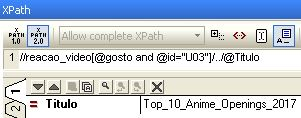 XPath
XPATH 1.0 XPATH 2.0 Allow complete XPath
1 //reacao_video[@gosto and @id="U03"]/../@Titulo
1 = Titulo Top_10_Anime_Openings_2017
2